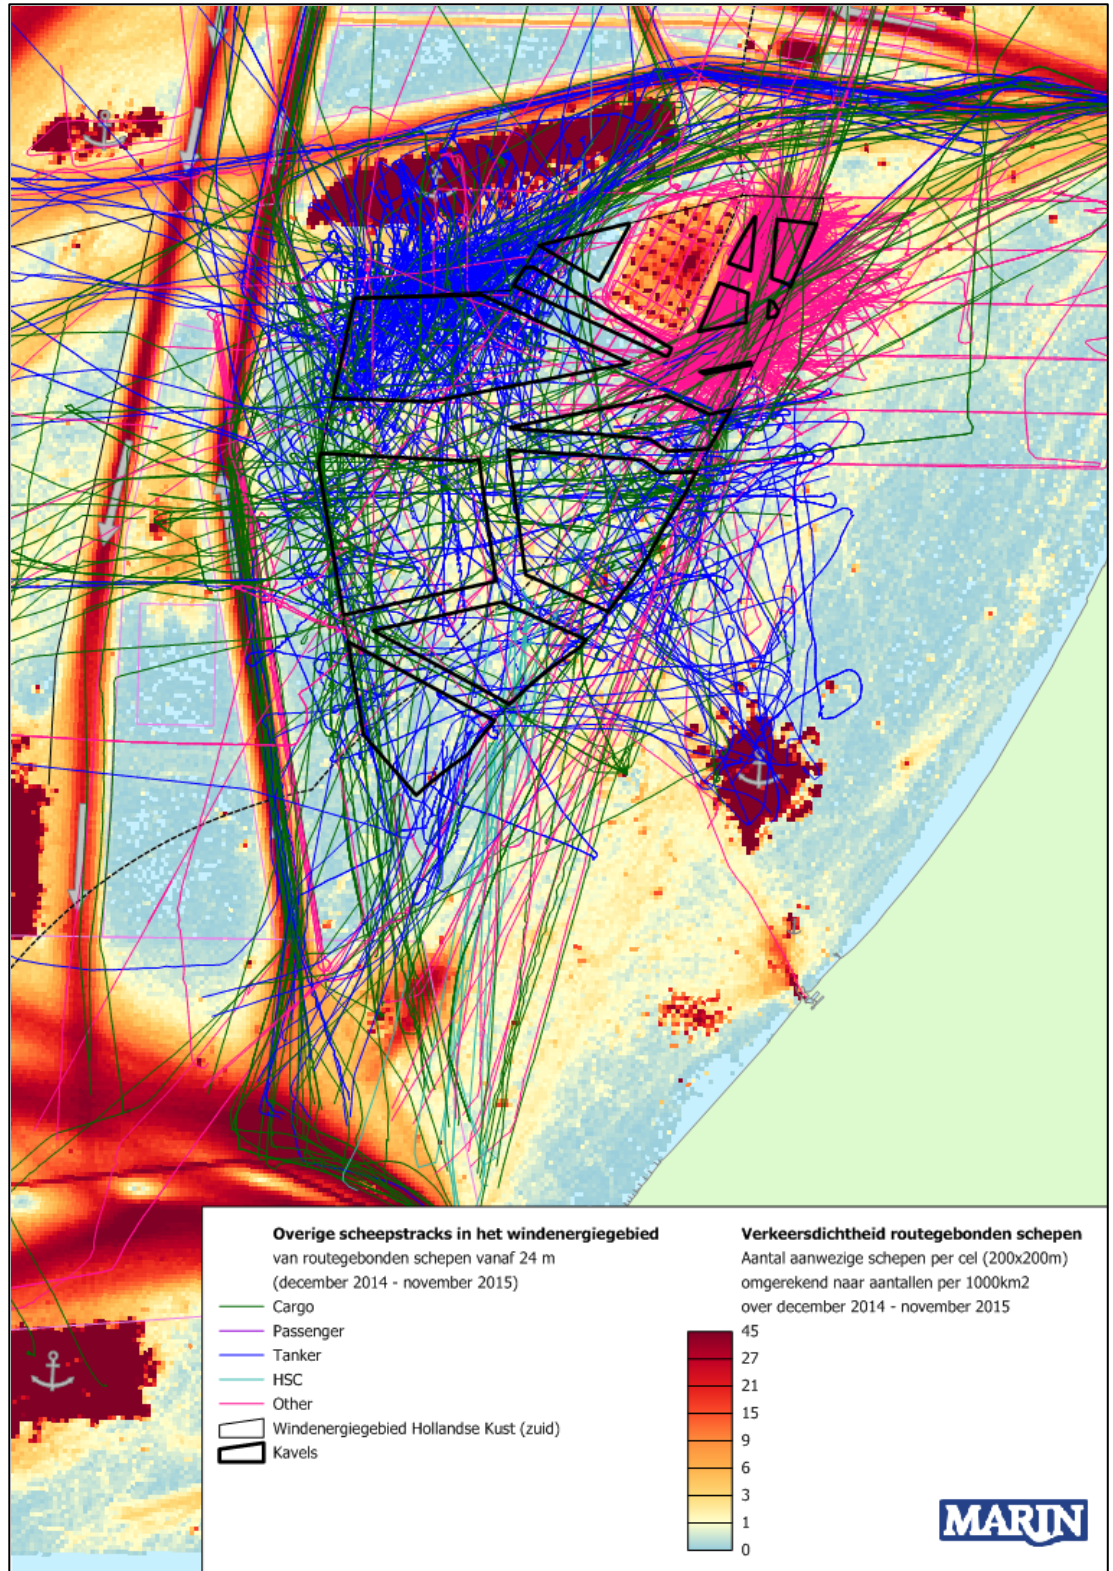 Overige scheepstracks in het windenergiegebied
van routegebonden schepen vanaf 24 m
(december 2014 - november 2015)
Cargo
Passenger
Tanker
HSC
Other
Windenergiegebied Hollandse Kust (zuid)
Kavels
Verkeersdichtheid routegebonden schepen
Aantal aanwezige schepen per cel (200x200m)
omgerekend naar aantallen per 1000km2
over december 2014 - november 2015
45
27
21
15
9
6
3
1
0
MARIN